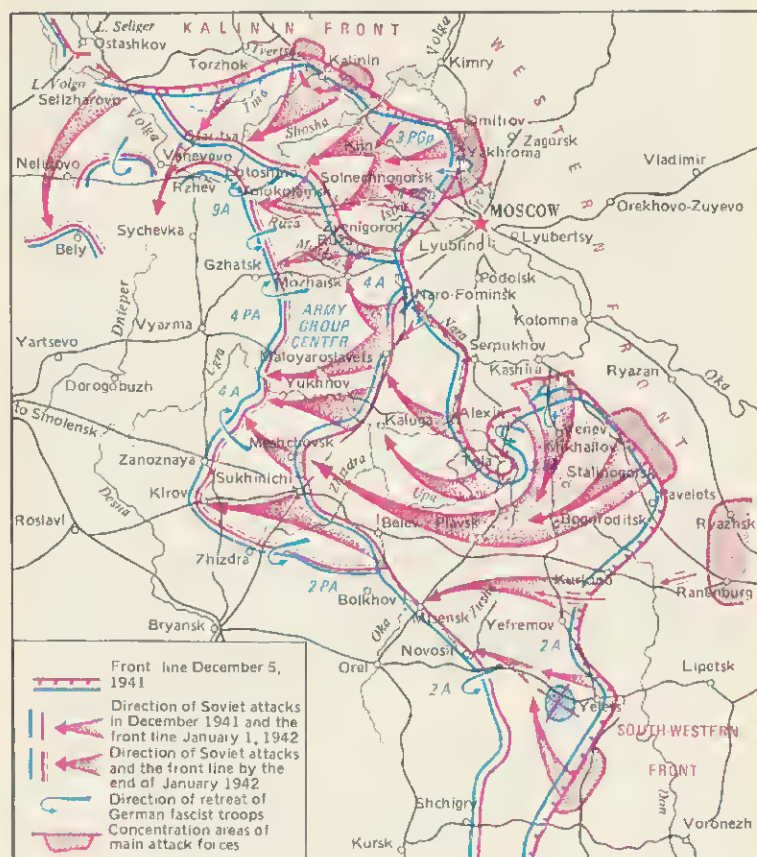 L. Seliger
KALININ FRONT
Ostashkov
Torzhok
Tvertsa
Kalinin
Volga
Kimry
WESTERN FRONT
L. Volgo
Selizharovo
Tma
Dmitrov
Volga
Staritsa
Shosha
3 PGp
Zagorsk
Klin
Yakhroma
Nelidovo
Vladimir
Rzhev
Lotoshino
Solnechnogorsk
Volokolamsk
Istra
MOSCOW
Orekhovo-Zuyevo
9A
Ruza
Zvenigorod
Bely
Sychevka
Lyublino
Lyubertsy
Gzhatsk
Mozhaisk
4 A
Podolsk
Naro-Fominsk
Dnieper
4 PA
ARMY
GROUP
CENTER
Kolomna
Vyazma
Nara
Yartsevo
Serpukhov
Maloyaroslavets
Ugra
Kashira
Dorogobuzh
Yukhnov
Ryazan
Oka
4 A
to Smolensk
Kaluga
Alexin
Venev
Mikhailov
Meshchovsk
Zanoznaya
Tula
Stalinogorsk
Sukhinichi
Zhizdra
Upa
Desna
Kirov
Pavelets
Roslavl
Belev
Plavsk
Bogoroditsk
Ryazhsk
Zhizdra
2 PA
Kurkino
Ranenburg
Bolkhov
Bryansk
Oka
Mtsensk
Yefremov
Novosil
2 A
Orel
2 A
Lipetsk
Yelets
SOUTH-WESTERN
FRONT
Don
Shchigry
Voronezh
Kursk
Front line December 5,
1941
Direction of Soviet attacks
in December 1941 and the
front line January 1, 1942
Direction of Soviet attacks
and the front line by the
end of January 1942
Direction of retreat of
German fascist troops
Concentration areas of
main attack forces